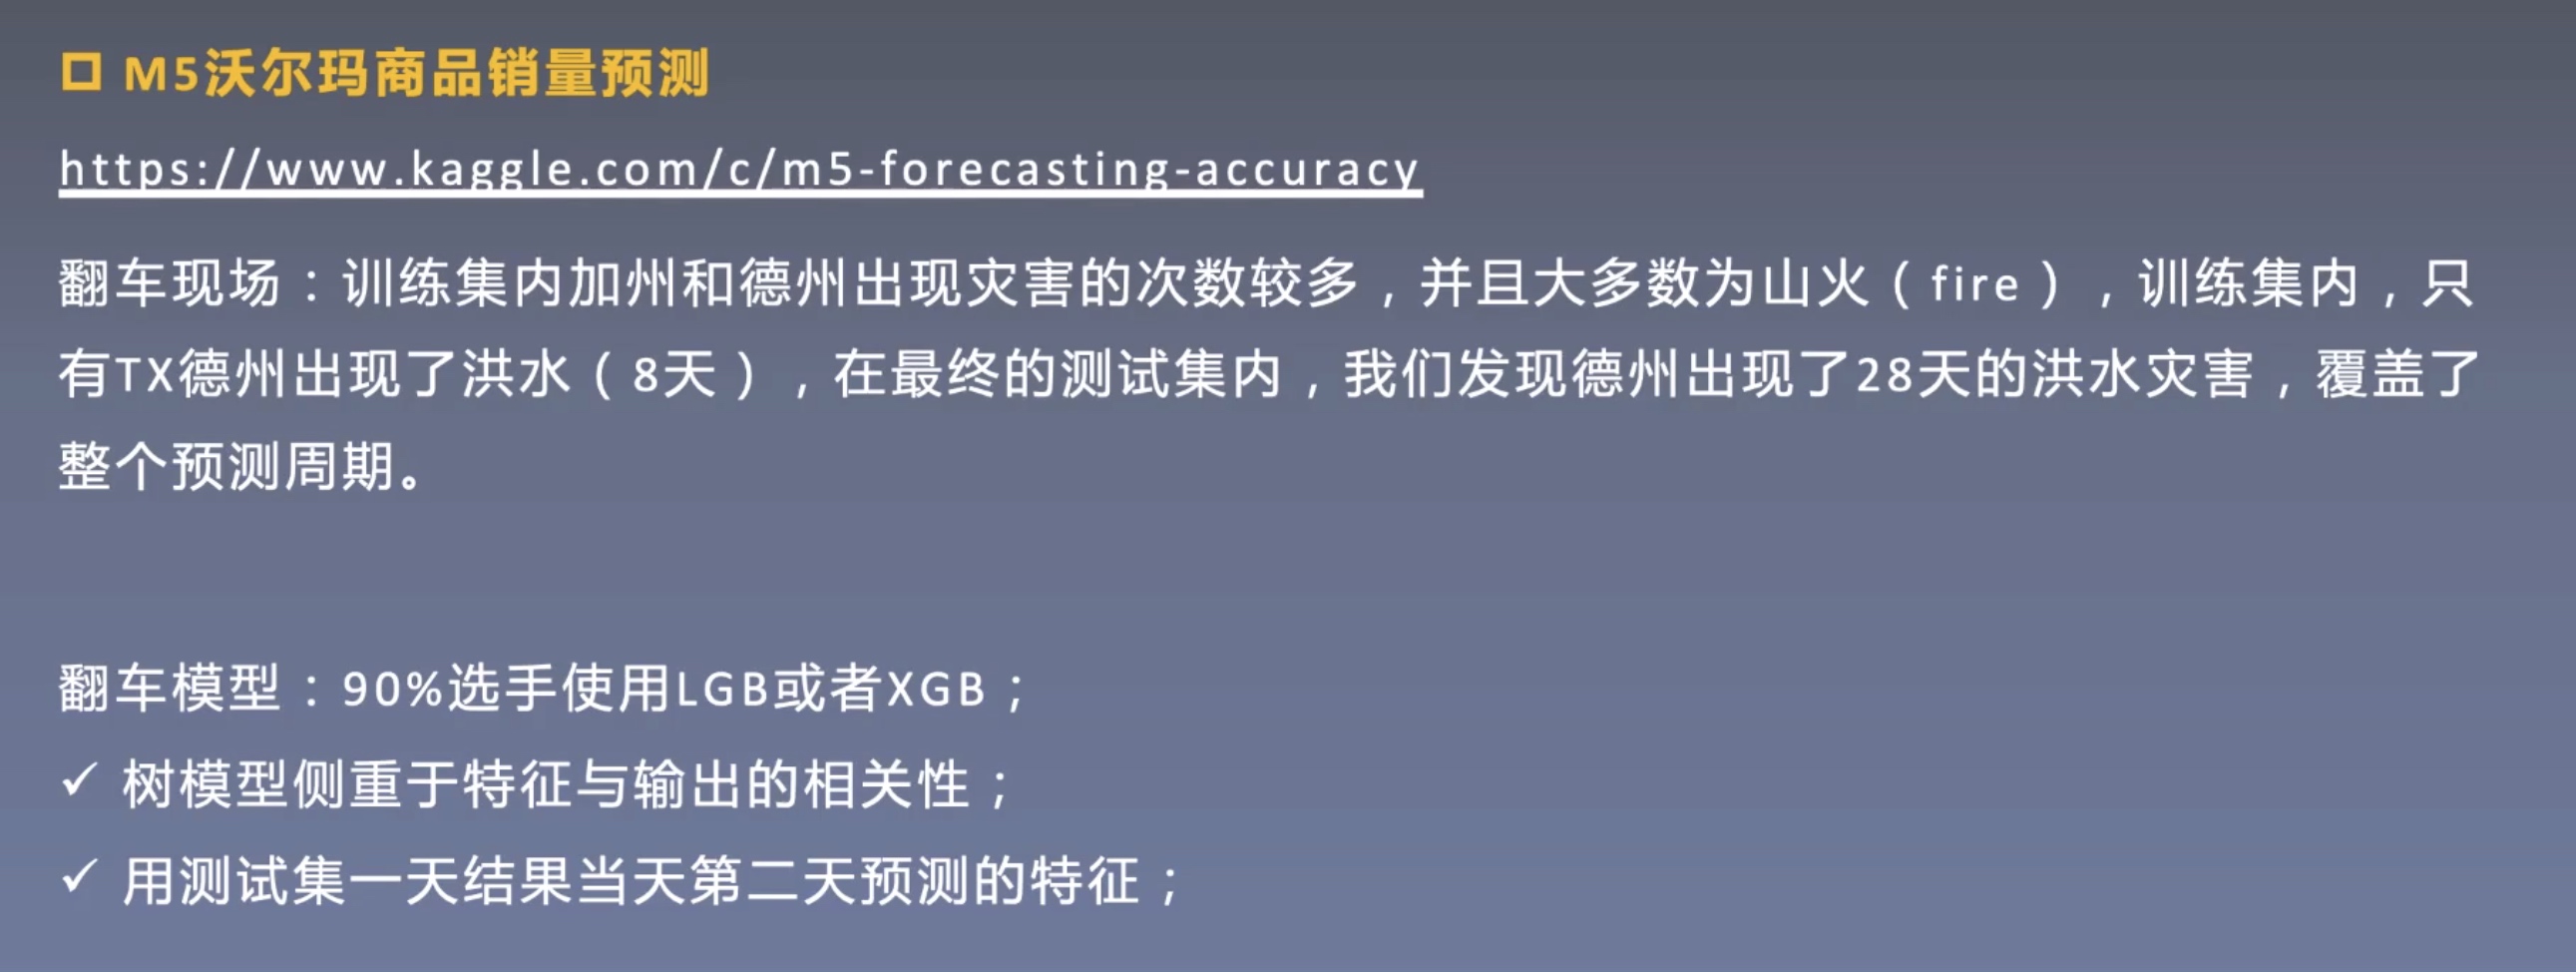 M5沃尔玛商品销量预测
https://www.kaggle.com/c/m5-forecasting-accuracy
翻车现场：训练集内加州和德州出现灾害的次数较多，并且大多数为山火（fire），训练集内，只
有TX德州出现了洪水（8天），在最终的测试集内，我们发现德州出现了28天的洪水灾害，覆盖了
整个预测周期。
翻车模型：90%选手使用LGB或者XGB；
✓ 树模型侧重于特征与输出的相关性；
✓ 用测试集一天结果当天第二天预测的特征；